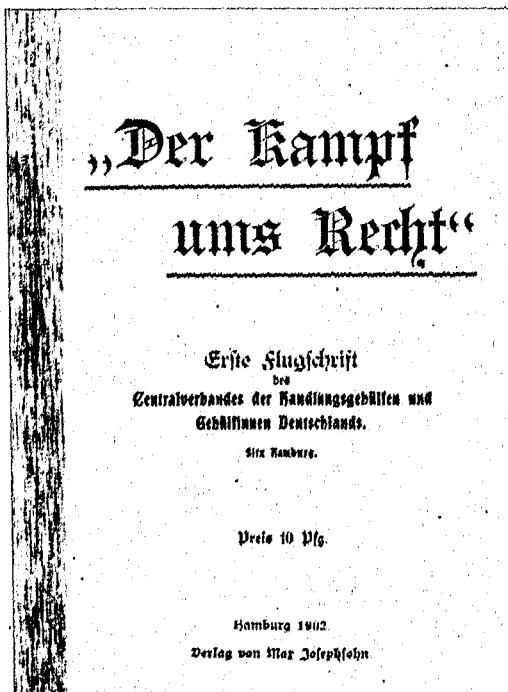 „Der Kampf
ums Recht“
Erste Flugschrift
des
Centralverbandes der Handlungsgehülfen und
Gehülfinnen Deutschlands.
Sitz Hamburg.
Preis 10 Pfg.
Hamburg 1902.
Verlag von Max Josephsohn.